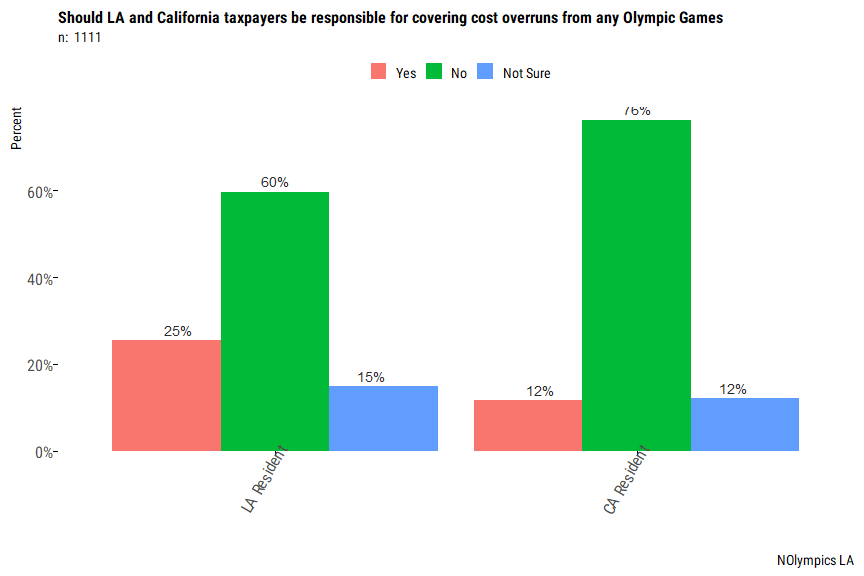 Should LA and California taxpayers be responsible for covering cost overruns from any Olympic Games
n: 1111
Yes No Not Sure
Percent
76%
60%
60%
40%
25%
20%
15%
12%
12%
0%
LA Resident
CA Resident
NOlympics LA